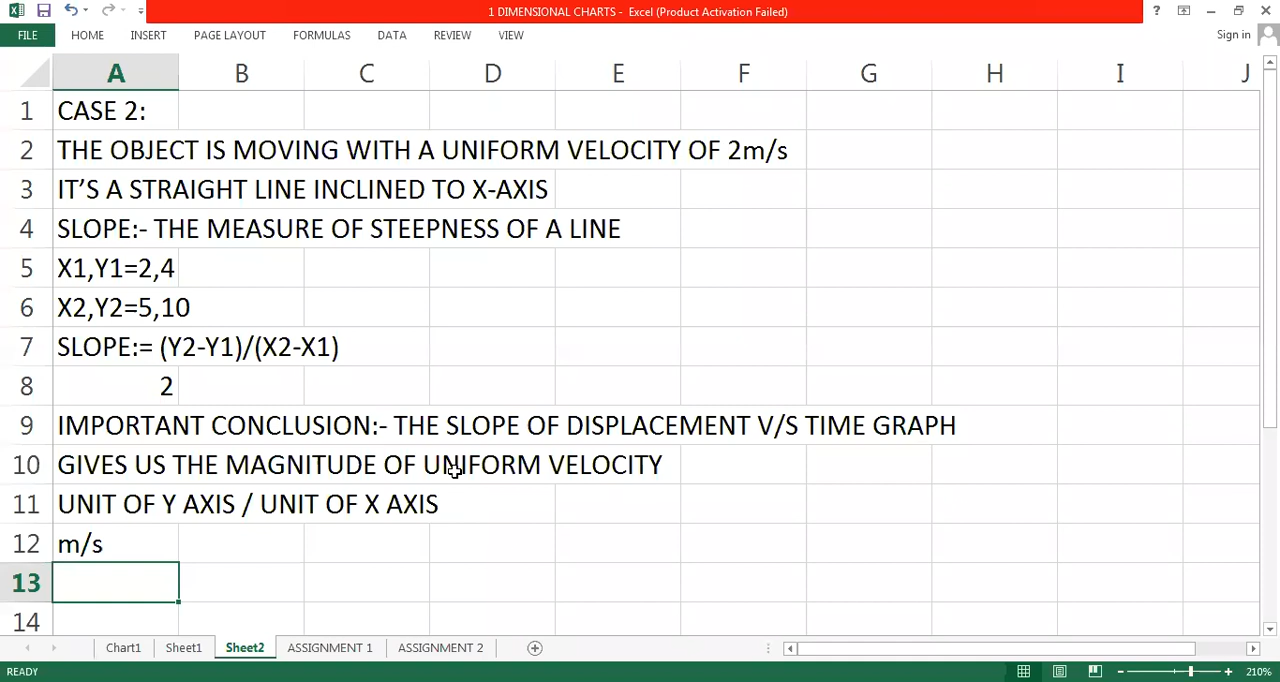 1 DIMENSIONAL CHARTS - Excel (Product Activation Failed)
?
FILE HOME INSERT PAGE LAYOUT FORMULAS DATA REVIEW VIEW Sign in
A B C D E F G H I J
1 CASE 2:
2 THE OBJECT IS MOVING WITH A UNIFORM VELOCITY OF 2m/s
3 IT’S A STRAIGHT LINE INCLINED TO X-AXIS
4 SLOPE:- THE MEASURE OF STEEPNESS OF A LINE
5 X1,Y1=2,4
6 X2,Y2=5,10
7 SLOPE:= (Y2-Y1)/(X2-X1)
8 2
9 IMPORTANT CONCLUSION:- THE SLOPE OF DISPLACEMENT V/S TIME GRAPH
10 GIVES US THE MAGNITUDE OF UNIFORM VELOCITY
11 UNIT OF Y AXIS / UNIT OF X AXIS
12 m/s
13
14
Chart1 Sheet1 Sheet2 ASSIGNMENT 1 ASSIGNMENT 2
READY 210%